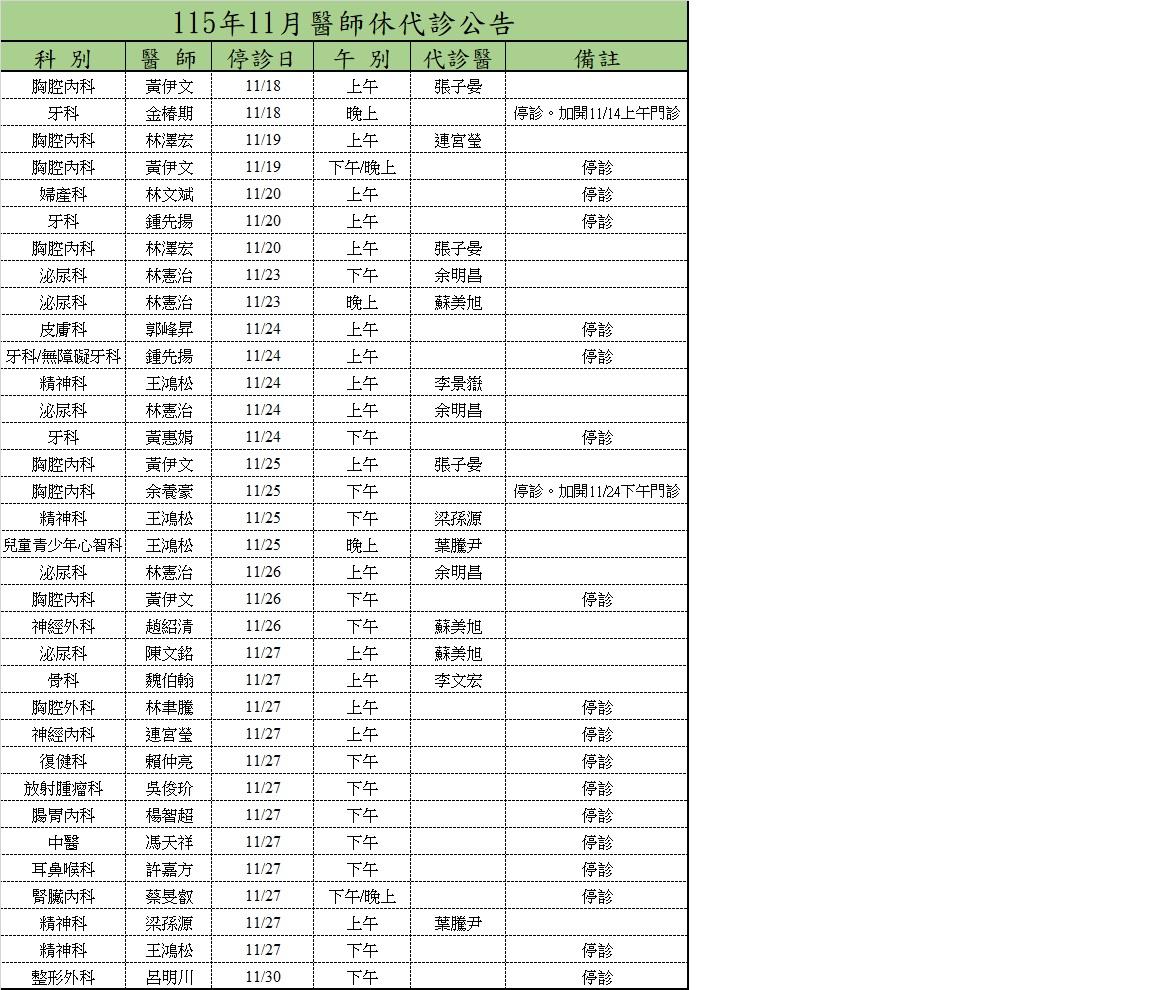 115年11月醫師休代診公告
科 別 醫 師 停診日 午 別 代診醫 備註
胸腔內科 黃伊文 11/18 上午 張子晏
牙科 金椿期 11/18 晚上 停診。加開11/14上午門診
胸腔內科 林澤宏 11/19 上午 連宮瑩
胸腔內科 黃伊文 11/19 下午/晚上 停診
婦產科 林文斌 11/20 上午 停診
牙科 鍾先揚 11/20 上午 停診
胸腔內科 林澤宏 11/20 上午 張子晏
泌尿科 林憲治 11/23 下午 余明昌
泌尿科 林憲治 11/23 晚上 蘇美旭
皮膚科 郭峰昇 11/24 上午 停診
牙科/無障礙牙科 鍾先揚 11/24 上午 停診
精神科 王鴻松 11/24 上午 李景嶽
泌尿科 林憲治 11/24 上午 余明昌
牙科 黃惠娟 11/24 下午 停診
胸腔內科 黃伊文 11/25 上午 張子晏
胸腔內科 余養豪 11/25 下午 停診。加開11/24下午門診
精神科 王鴻松 11/25 下午 梁孫源
兒童青少年心智科 王鴻松 11/25 晚上 葉騰尹
泌尿科 林憲治 11/26 上午 余明昌
胸腔內科 黃伊文 11/26 下午 停診
神經外科 趙紹清 11/26 下午 蘇美旭
泌尿科 陳文銘 11/27 上午 蘇美旭
骨科 魏伯翰 11/27 上午 李文宏
胸腔外科 林聿騰 11/27 上午 停診
神經內科 連宮瑩 11/27 上午 停診
復健科 賴仲亮 11/27 下午 停診
放射腫瘤科 吳俊玠 11/27 下午 停診
腸胃內科 楊智超 11/27 下午 停診
中醫 馮天祥 11/27 下午 停診
耳鼻喉科 許嘉方 11/27 下午 停診
腎臟內科 蔡旻叡 11/27 下午/晚上 停診
精神科 梁孫源 11/27 上午 葉騰尹
精神科 王鴻松 11/27 下午 停診
整形外科 呂明川 11/30 下午 停診